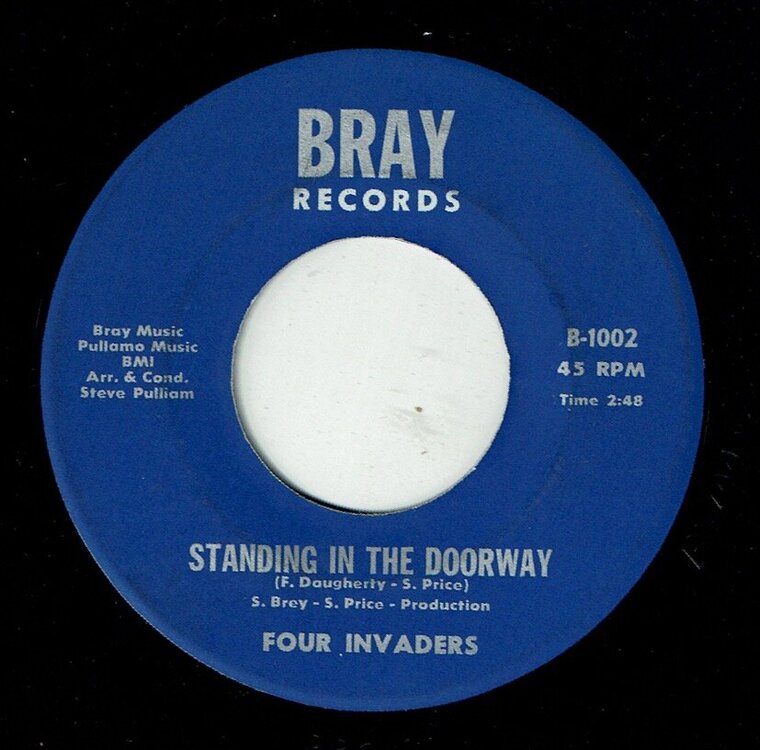 BRAY
RECORDS
Bray Music
Pullamo Music
BMI
Arr. & Cond.
Steve Pulliam
B-1002
45 RPM
Time 2:48
STANDING IN THE DOORWAY
(F. Daugherty - S. Price)
S. Brey - S. Price - Production
FOUR INVADERS